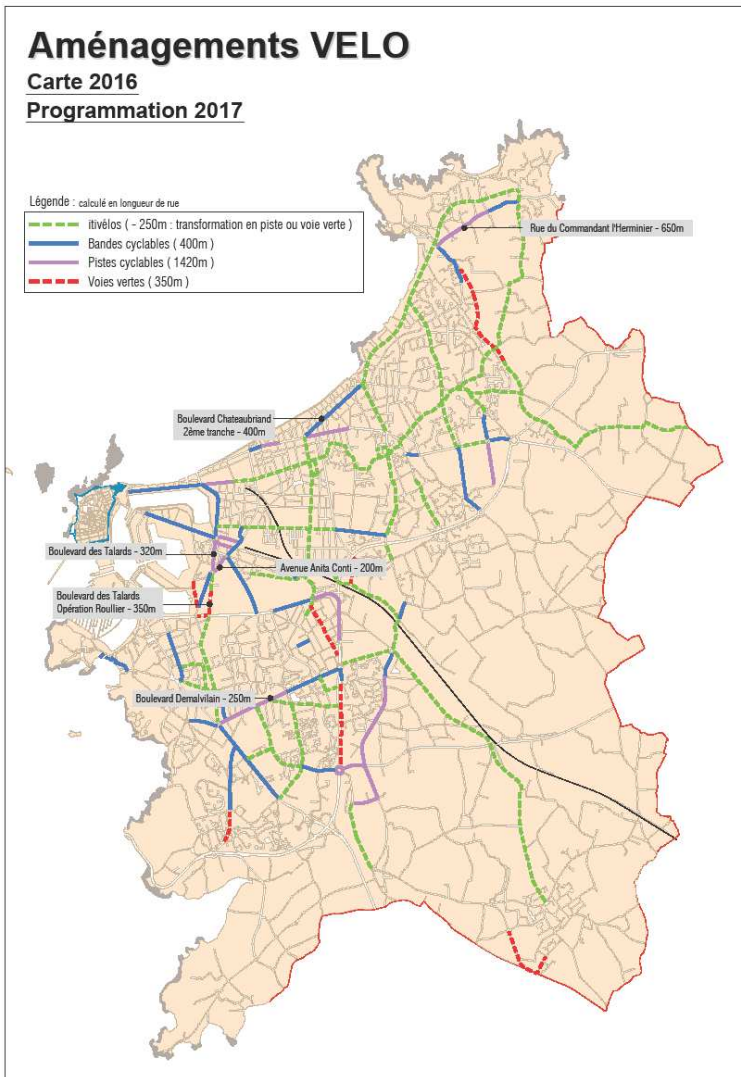 Aménagements VELO
Carte 2016
Programmation 2017
Légende : calculé en longueur de rue
itivélos ( - 250m : transformation en piste ou voie verte )
Bandes cyclables ( 400m )
Pistes cyclables ( 1420m )
Voies vertes ( 350m )
Rue du Commandant l'Herminier - 650m
Boulevard Chateaubriand
2ème tranche - 400m
Boulevard des Talards - 320m
Avenue Anita Conti - 200m
Boulevard des Talards
Opération Roullier - 350m
Boulevard Demalvilain - 250m